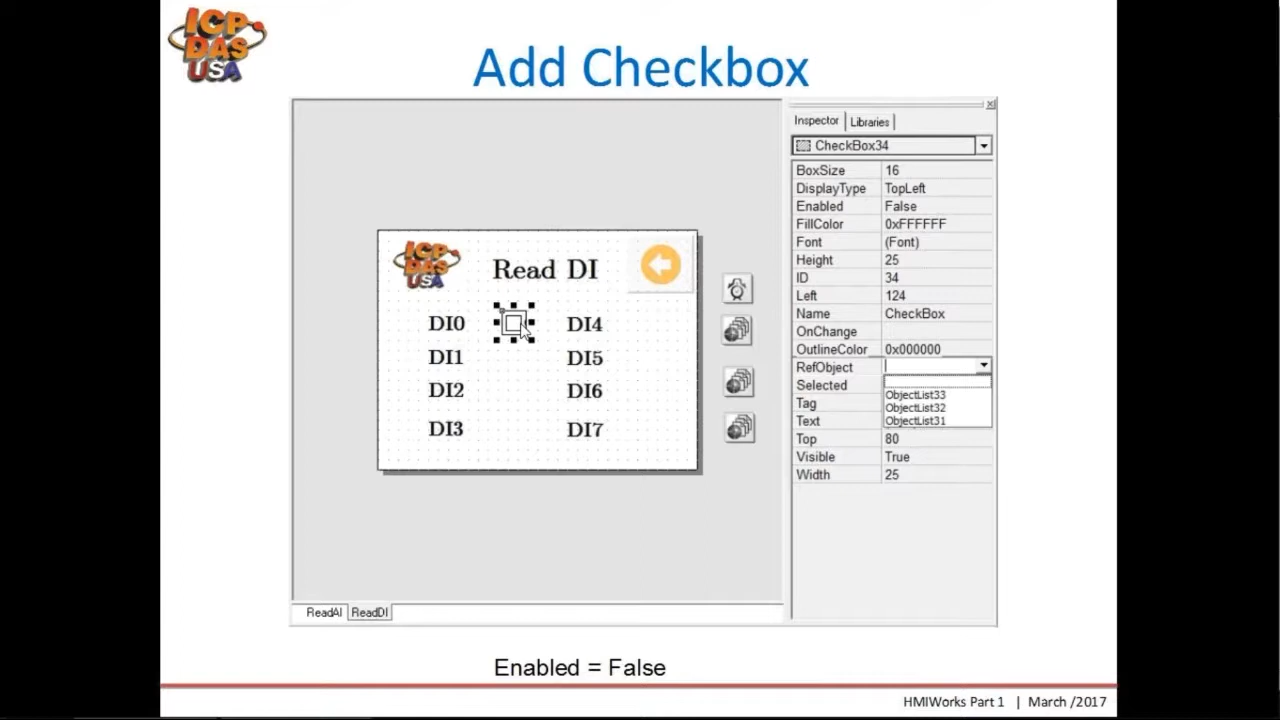 ICP
DAS
USA
Add Checkbox
ICP
DAS
USA
Read DI
DI0
DI4
DI1
DI5
DI2
DI6
DI3
DI7
ReadAI
ReadDI
Inspector
Libraries
CheckBox34
BoxSize 16
DisplayType TopLeft
Enabled False
FillColor 0xFFFFFF
Font (Font)
Height 25
ID 34
Left 124
Name CheckBox
OnChange
OutlineColor 0x000000
RefObject
Selected
ObjectList33
Tag
ObjectList32
Text
ObjectList31
Top 80
Visible True
Width 25
Enabled = False
HMIWorks Part 1 | March /2017